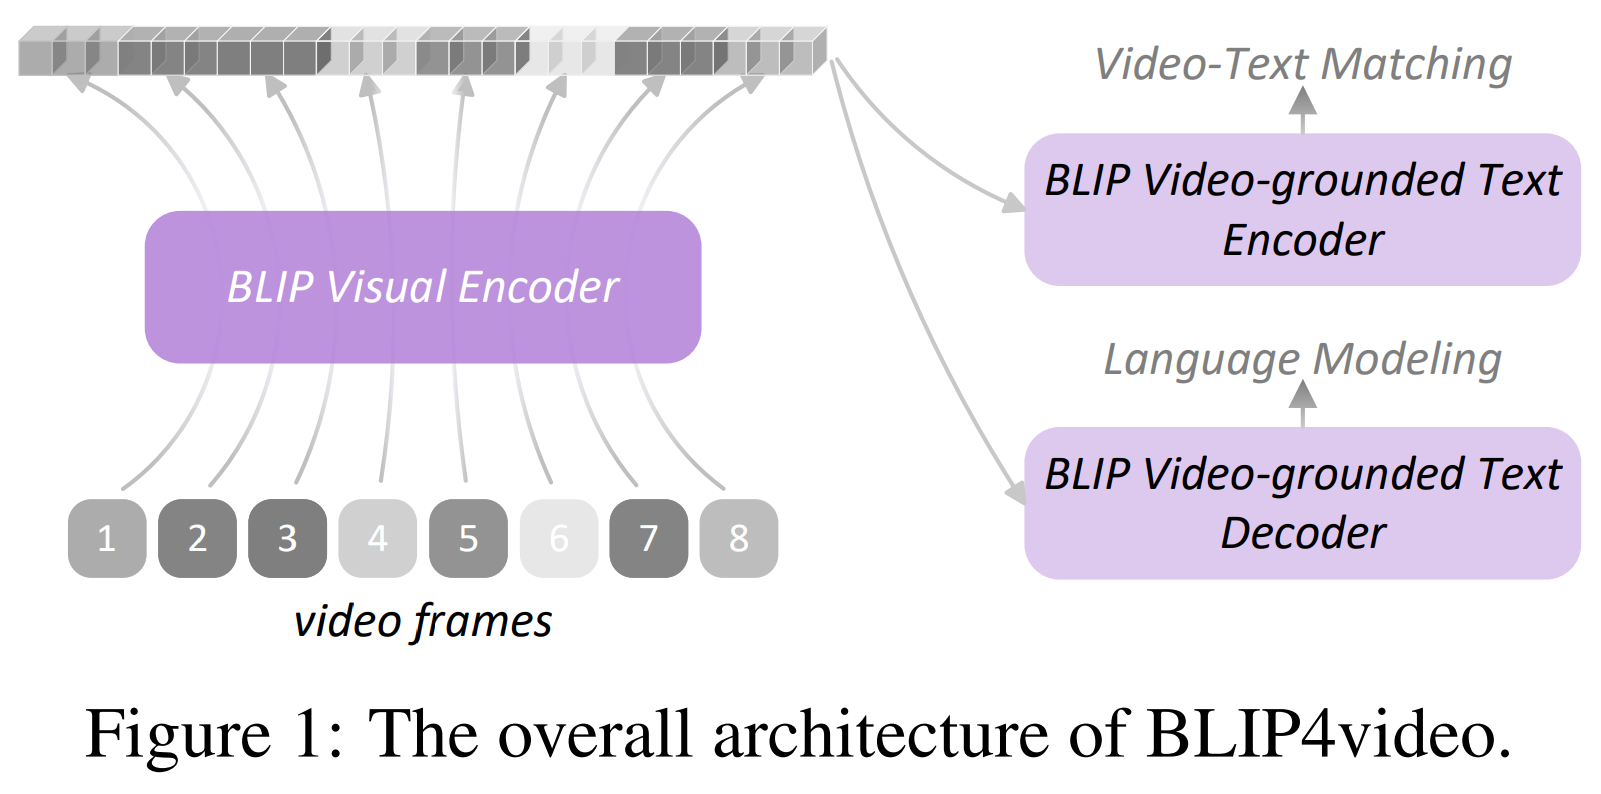 Video-Text Matching
BLIP Video-grounded Text
Encoder
BLIP Visual Encoder
Language Modeling
BLIP Video-grounded Text
Decoder
1 2 3 4 5 6 7 8
video frames
Figure 1: The overall architecture of BLIP4video.